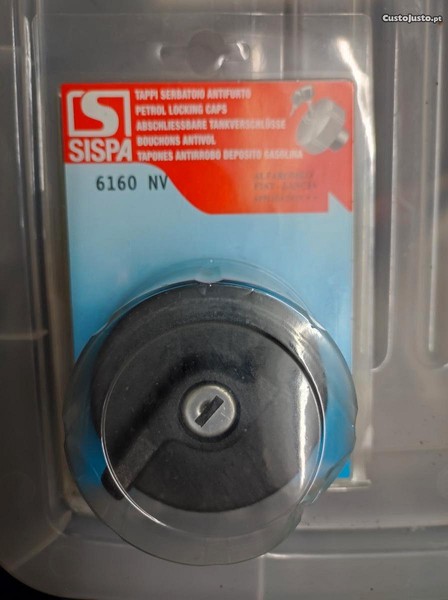 CustoJusto.pt
TAPPI SERBATOIO ANTIFURTO
PETROL LOCKING CAPS
ABSCHLIESSBARE TANKVERSCHLÜSSE
BOUCHONS ANTIVOL
TAPONES ANTIRROBO DEPOSITO GASOLINA
S
SISPA
6160 NV